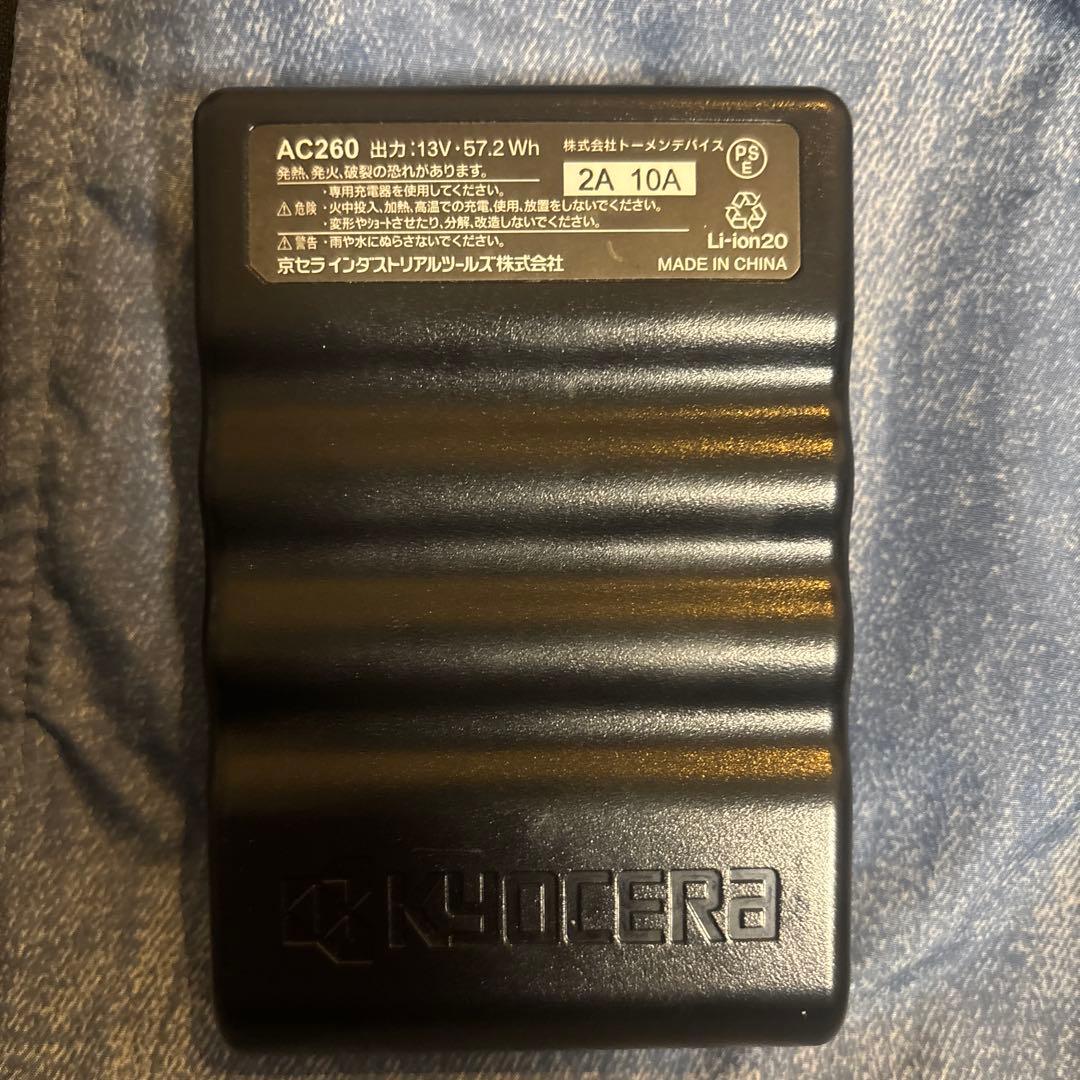 AC260 出力:13V・57.2 Wh
株式会社トーメンデバイス
PSE
発熱、発火、破裂の恐れがあります。
2A 10A
⚠危険 ・専用充電器を使用してください。
・火中投入、加熱、高温での充電、使用、放置をしないでください。
・変形やショートさせたり、分解、改造しないでください。
⚠警告 ・雨や水にぬらさないでください。
Li-ion20
京セラ インダストリアルツールズ株式会社
MADE IN CHINA
KYOCERA